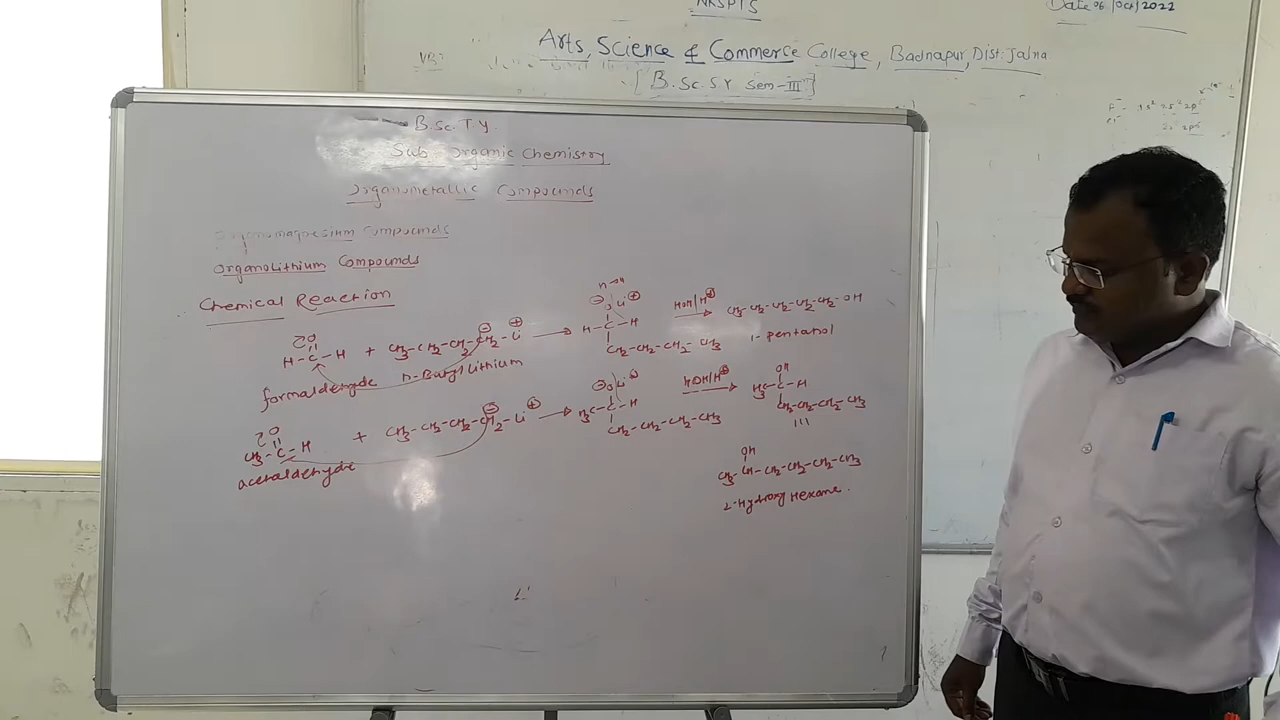 NKSPTS
Date 06/Oct/2022
Arts, Science & Commerce College, Badnapur, Dist: Jalna
[B.Sc. S.Y Sem-III]
B.Sc. T.Y.
Sub Organic Chemistry
Organometallic Compounds
Organomagnesium Compounds
Organolithium Compounds
Chemical Reaction
H-C-H + CH3-CH2-CH2-CH2-Li → H-C-H HOH/H⊕ → CH3-CH2-CH2-CH2-CH2-OH
CH2-CH2-CH2-CH3
formaldehyde n-Butyllithium 1-pentanol
CH3-C-H + CH3-CH2-CH2-CH2-Li → H3C-C-H HOH/H⊕ → H3C-C-H
CH2-CH2-CH2-CH3 CH2-CH2-CH2-CH3
acetaldehyde
OH
CH3-CH-CH2-CH2-CH2-CH3
2-Hydroxy Hexane.